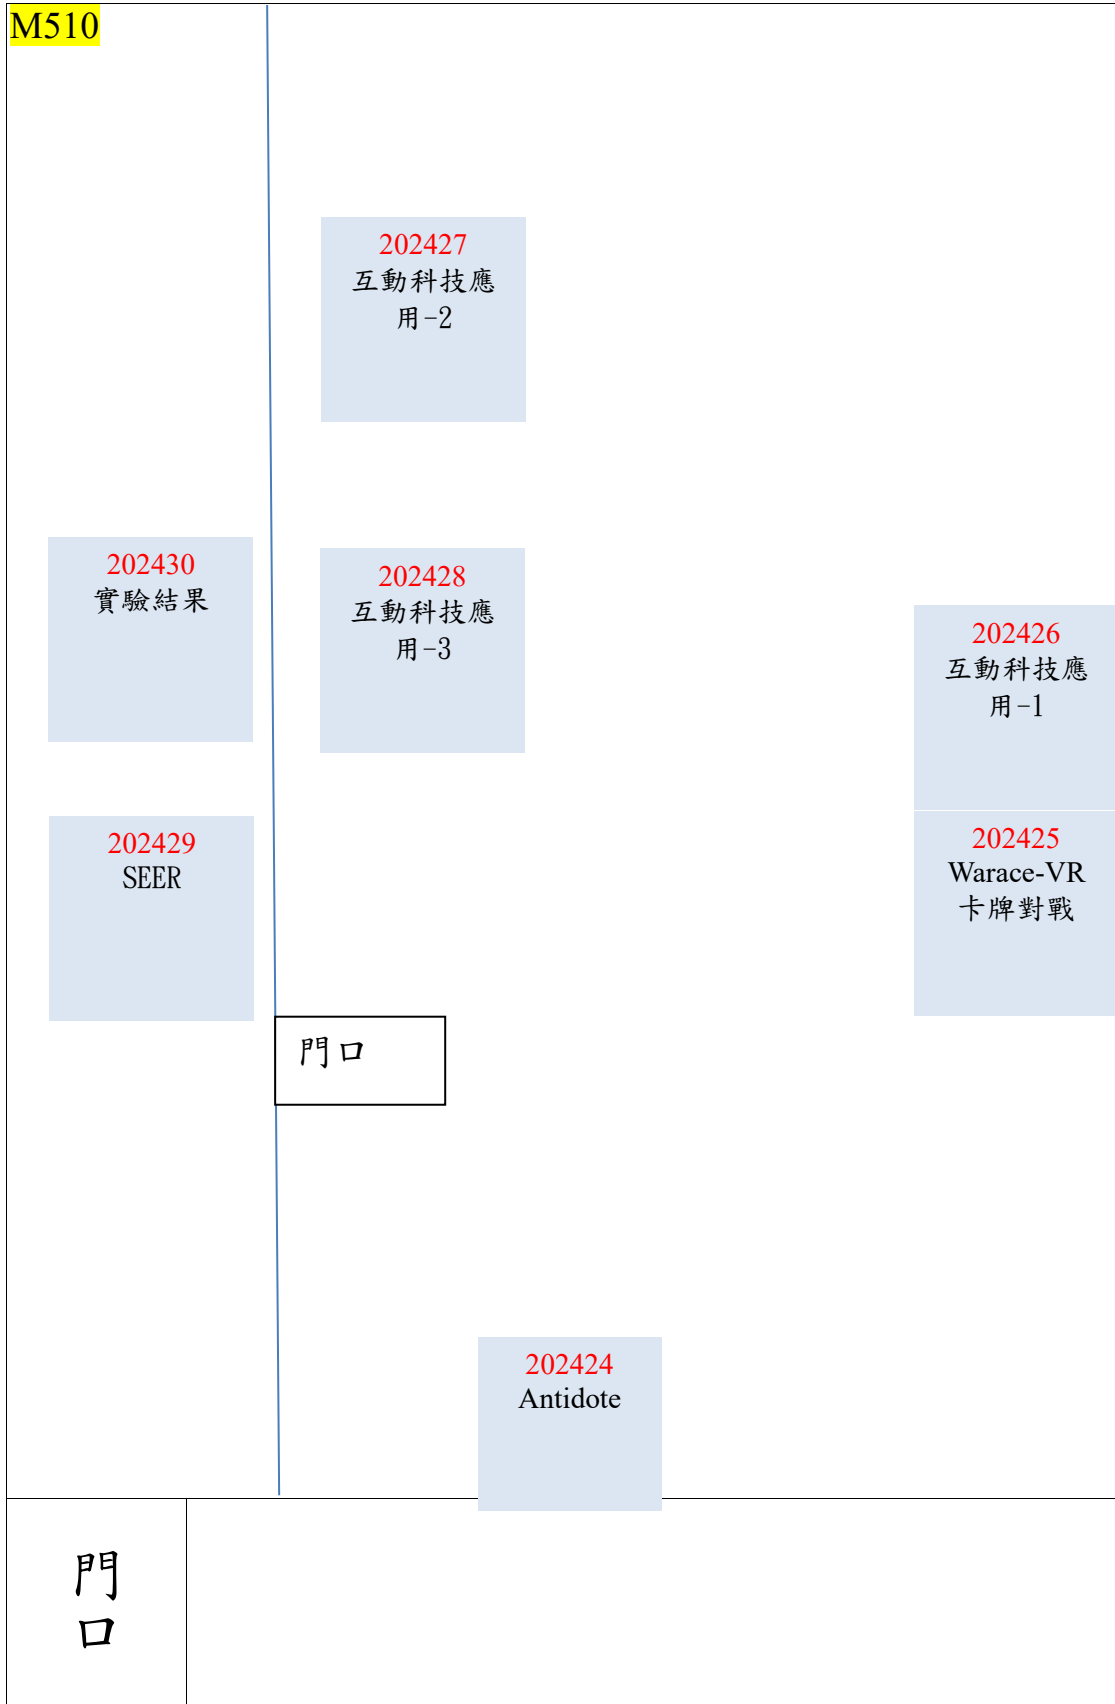 M510
202427
互動科技應
用-2
202430
實驗結果
202428
互動科技應
用-3
202426
互動科技應
用-1
202429
SEER
202425
Warace-VR
卡牌對戰
門口
202424
Antidote
門
口